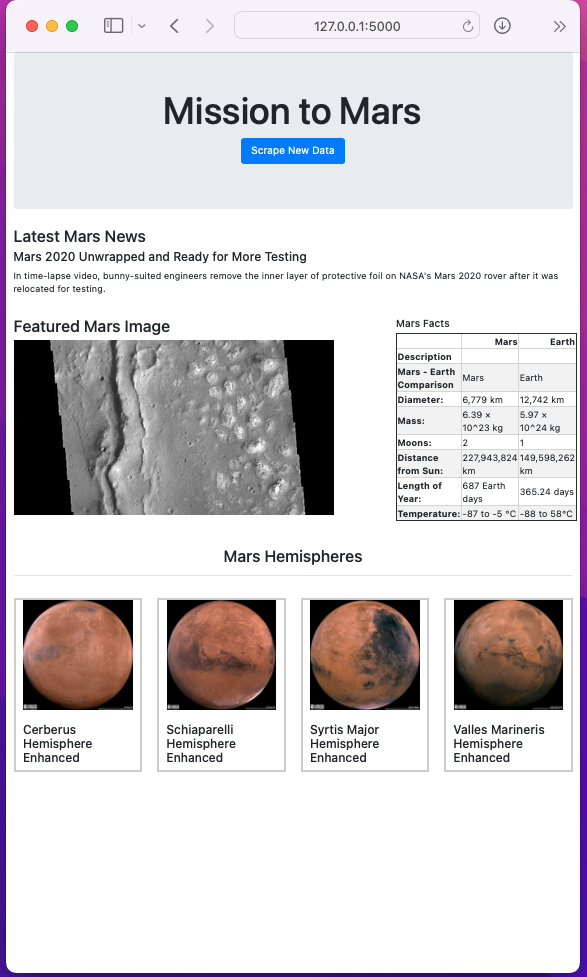 127.0.0.1:5000
Mission to Mars
Scrape New Data
Latest Mars News
Mars 2020 Unwrapped and Ready for More Testing
In time-lapse video, bunny-suited engineers remove the inner layer of protective foil on NASA's Mars 2020 rover after it was
relocated for testing.
Featured Mars Image
Mars Facts
Mars Earth
Description
Mars - Earth
Comparison Mars Earth
Diameter: 6,779 km 12,742 km
Mass: 6.39 ×
10^23 kg 5.97 ×
10^24 kg
Moons: 2 1
Distance
from Sun: 227,943,824
km 149,598,262
km
Length of
Year: 687 Earth
days 365.24 days
Temperature: -87 to -5 °C -88 to 58°C
Mars Hemispheres
Cerberus
Hemisphere
Enhanced
Schiaparelli
Hemisphere
Enhanced
Syrtis Major
Hemisphere
Enhanced
Valles Marineris
Hemisphere
Enhanced